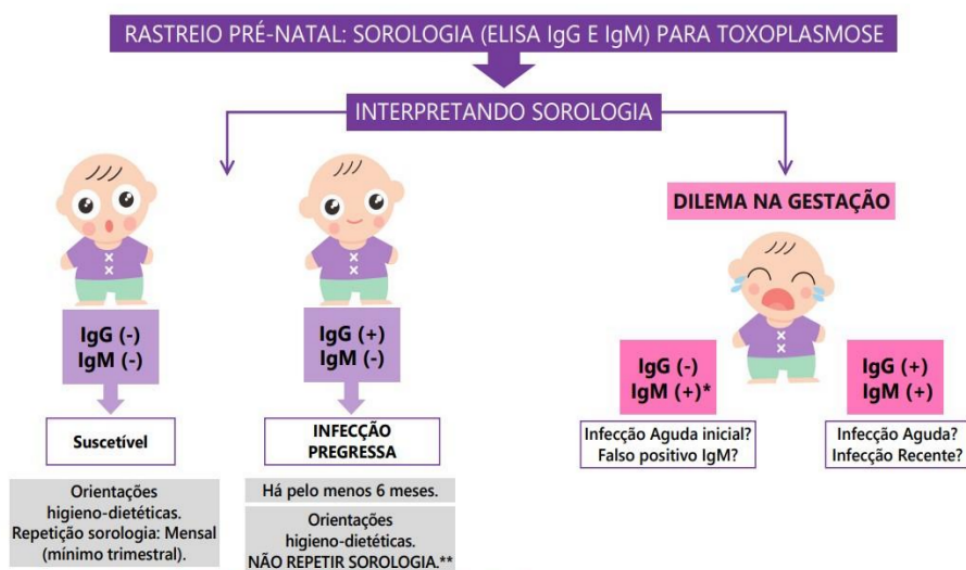 RASTREIO PRÉ-NATAL: SOROLOGIA (ELISA IgG E IgM) PARA TOXOPLASMOSE
INTERPRETANDO SOROLOGIA
IgG (-)
IgM (-)
Suscetível
Orientações
higieno-dietéticas.
Repetição sorologia: Mensal
(mínimo trimestral).
IgG (+)
IgM (-)
INFECÇÃO
PREGRESSA
Há pelo menos 6 meses.
Orientações
higieno-dietéticas.
NÃO REPETIR SOROLOGIA.**
DILEMA NA GESTAÇÃO
IgG (-)
IgM (+)*
Infecção Aguda inicial?
Falso positivo IgM?
IgG (+)
IgM (+)
Infecção Aguda?
Infecção Recente?